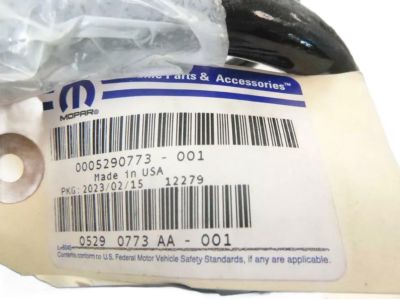 Parts & Accessories™
MOPAR®
0005290773 - 001
Made in USA
PKG: 2023/02/15 12279
0529 0773 AA - 001
Contents conform to U.S. Federal Motor Vehicle Safety Standards, if any are applicable.